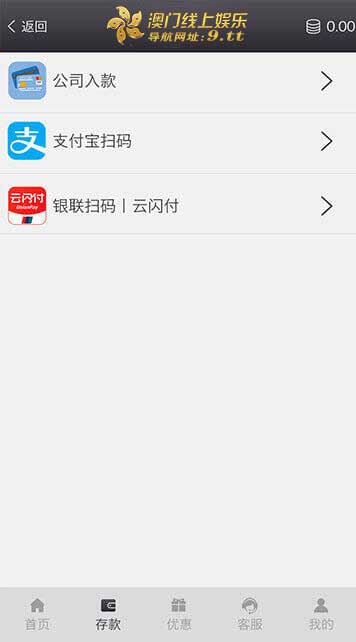 返回
澳门线上娱乐
导航网址:9.tt
0.00
公司入款
支付宝扫码
支
云闪付
UnionPay
银联扫码丨云闪付
首页
存款
优惠
客服
我的